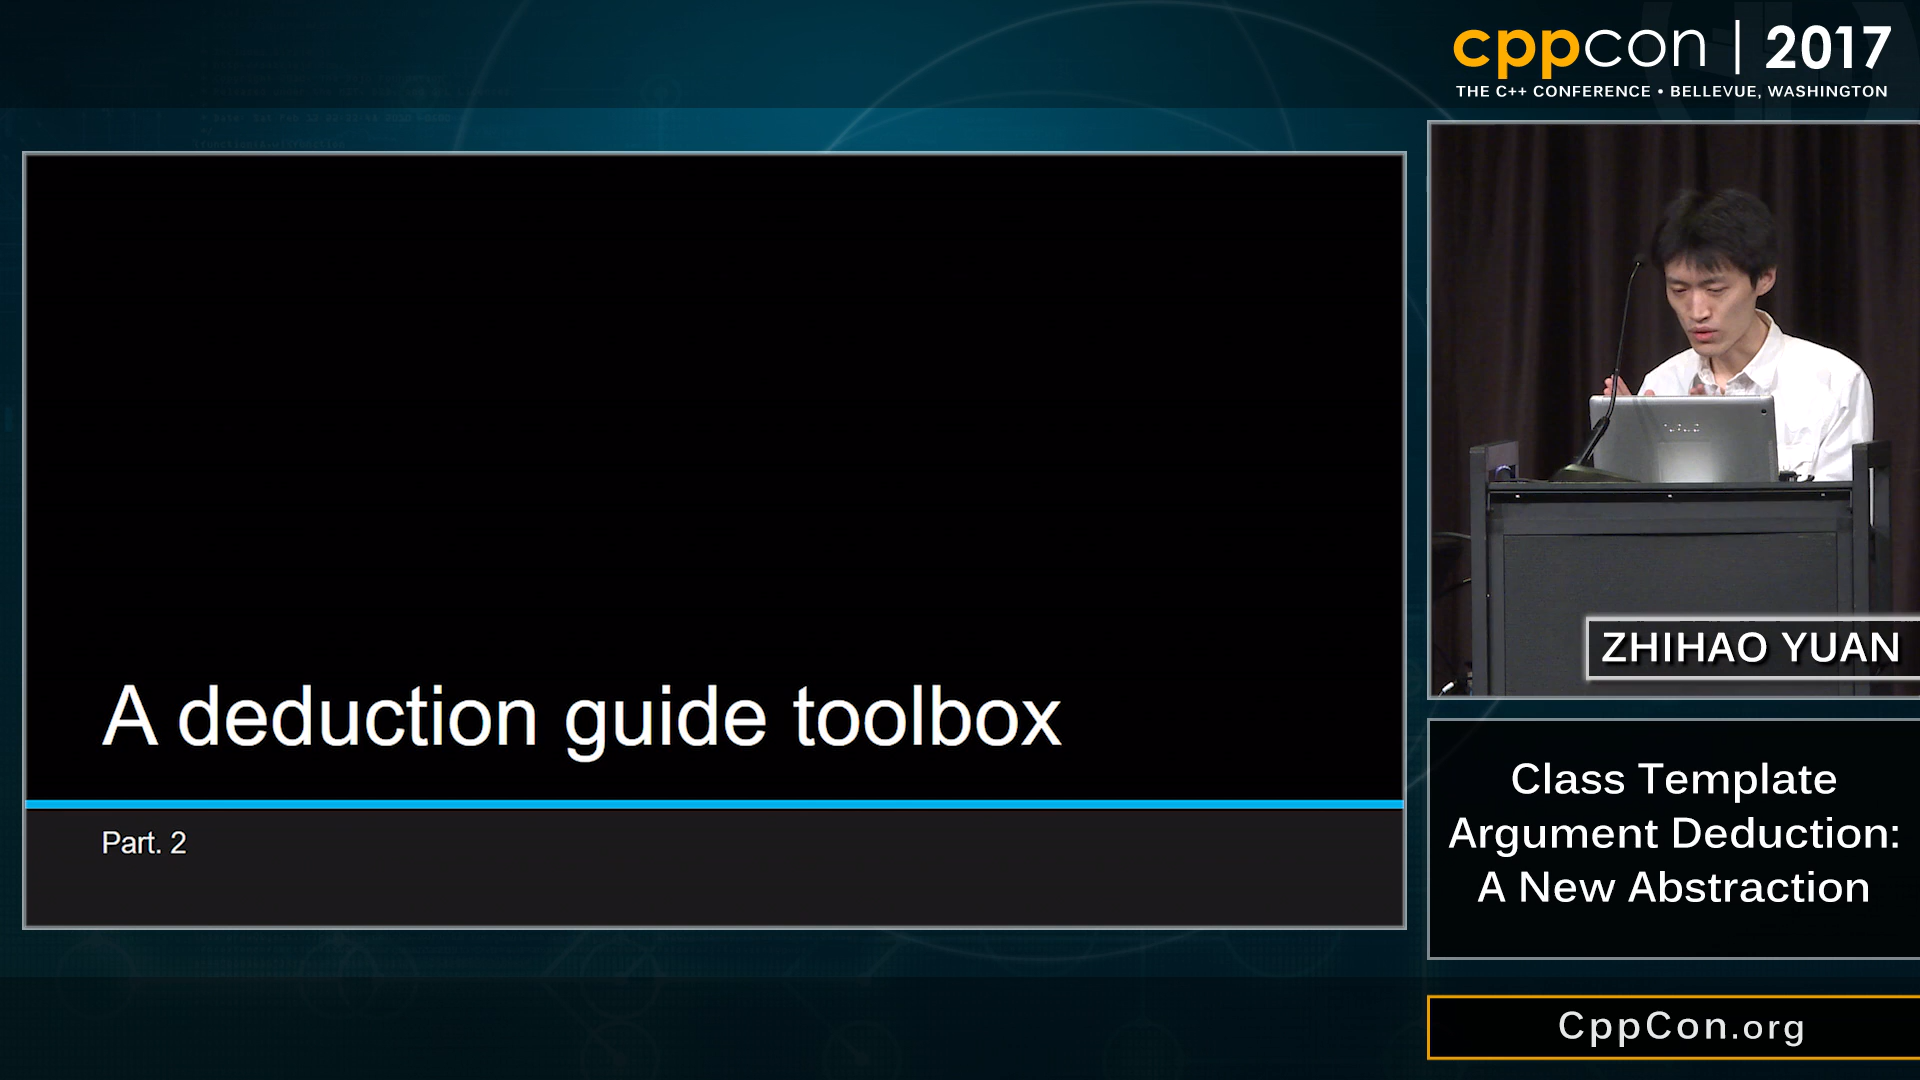 cppcon | 2017
THE C++ CONFERENCE • BELLEVUE, WASHINGTON
A deduction guide toolbox
Part. 2
ZHIHAO YUAN
Class Template
Argument Deduction:
A New Abstraction
CppCon.org